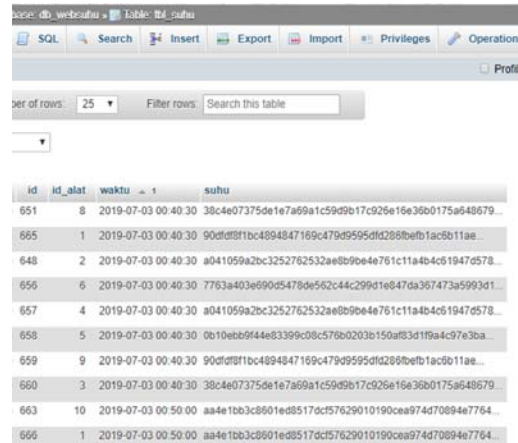 base: db_websuhu » Table: tbl_suhu
SQL Search Insert Export Import Privileges Operation
Profil
ber of rows: 25 Filter rows: Search this table
id id_alat waktu 1 suhu
651 8 2019-07-03 00:40:30 38c4e07375de1e7a69a1c59d9b17c926e16e36b0175a648679...
665 1 2019-07-03 00:40:30 90dfdf8f1bc4894847169c479d9595dfd286fbefb1ac6b11ae...
648 2 2019-07-03 00:40:30 a041059a2bc3252762532ae8b9be4e761c11a4b4c61947d578...
656 6 2019-07-03 00:40:30 7763a403e690d5478de562c44c299d1e847da367473a5993d1...
657 4 2019-07-03 00:40:30 a041059a2bc3252762532ae8b9be4e761c11a4b4c61947d578...
658 5 2019-07-03 00:40:30 0b10ebb9f44e83399c08c576b0203b150af83d1f9a4c97e3ba...
659 9 2019-07-03 00:40:30 90dfdf8f1bc4894847169c479d9595dfd286fbefb1ac6b11ae...
660 3 2019-07-03 00:40:30 38c4e07375de1e7a69a1c59d9b17c926e16e36b0175a648679...
663 10 2019-07-03 00:50:00 aa4e1bb3c8601ed8517dcf57629010190cea974d70894e7764...
666 1 2019-07-03 00:50:00 aa4e1bb3c8601ed8517dcf57629010190cea974d70894e7764...